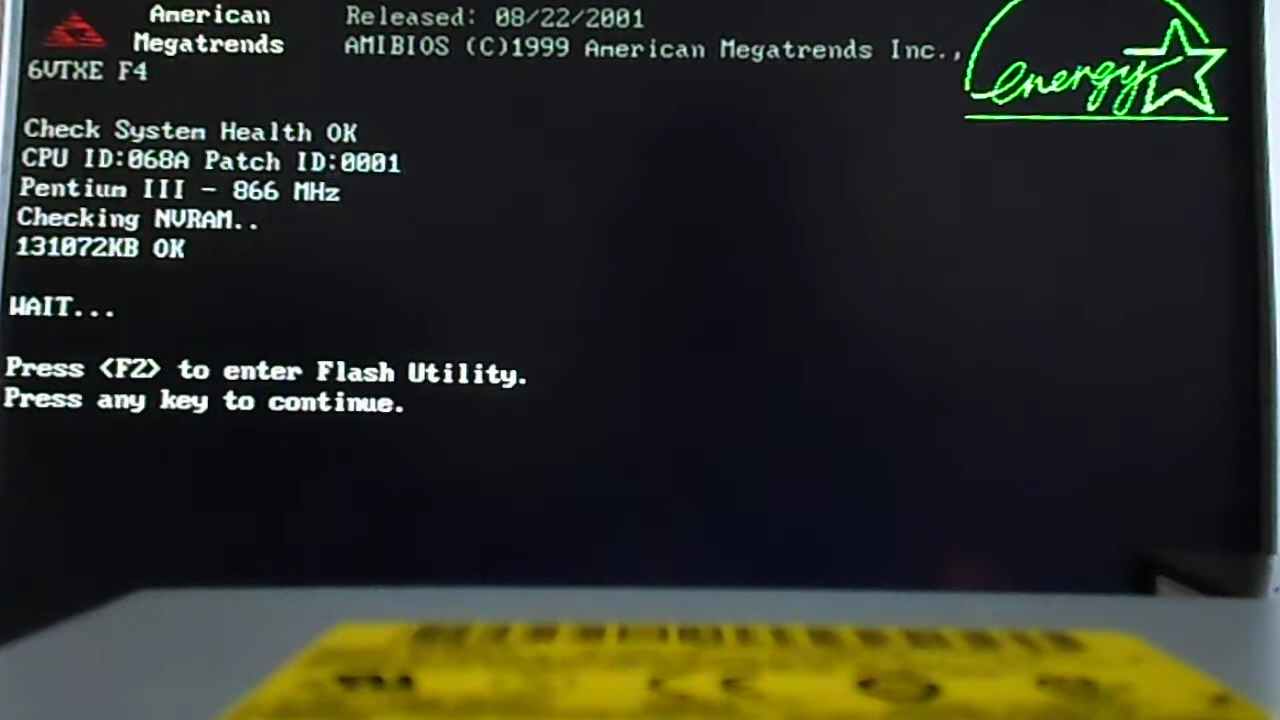 American
Megatrends
Released: 08/22/2001
AMIBIOS (C)1999 American Megatrends Inc.,
6VTXE F4
energy
Check System Health OK
CPU ID:068A Patch ID:0001
Pentium III - 866 MHz
Checking NVRAM..
131072KB OK
WAIT...
Press <F2> to enter Flash Utility.
Press any key to continue.